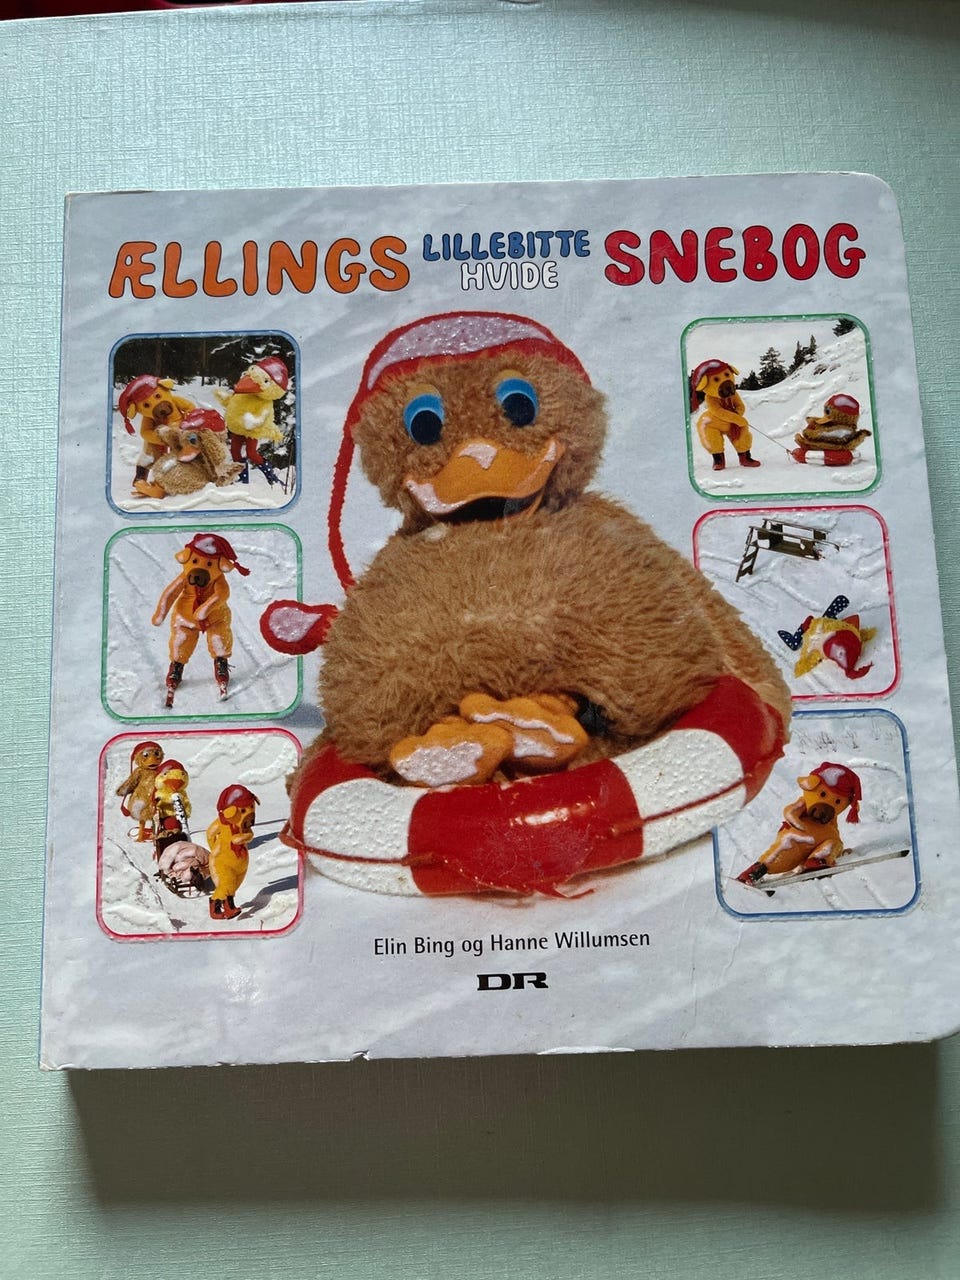 ÆLLINGS LILLEBITTE HVIDE SNEBOG
Elin Bing og Hanne Willumsen
DR